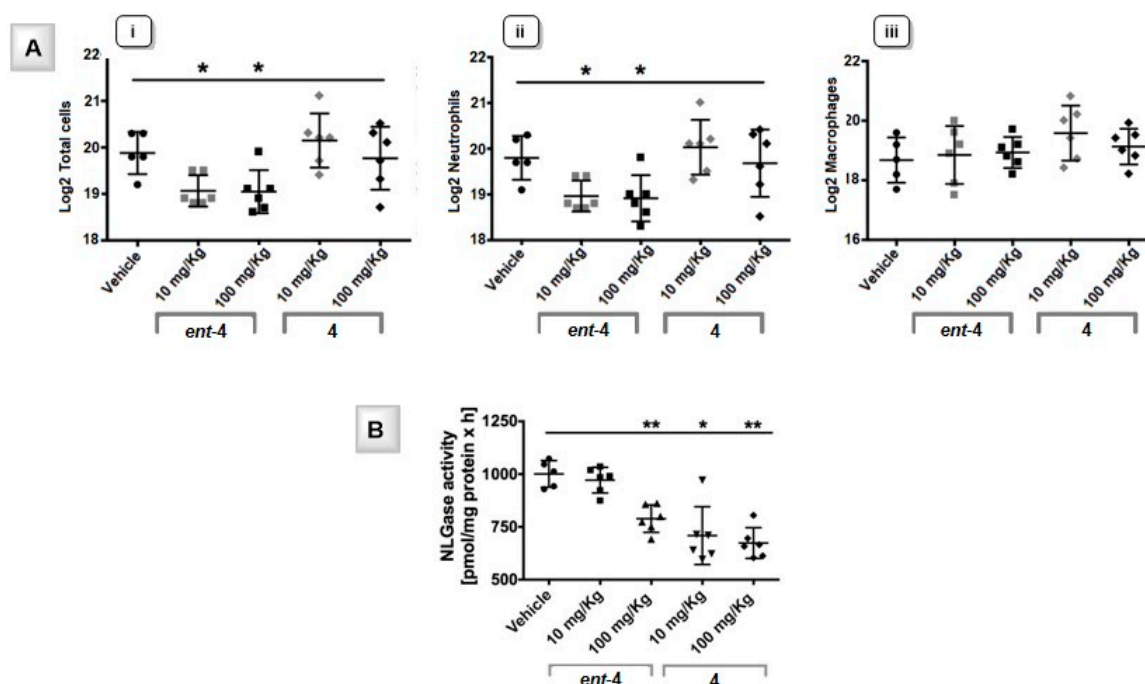 A
i
22
21
20
19
18
Log2 Total cells
* *
Vehicle
10 mg/Kg
100 mg/Kg
10 mg/Kg
100 mg/Kg
ent-4
4
ii
22
21
20
19
18
Log2 Neutrophils
* *
Vehicle
10 mg/Kg
100 mg/Kg
10 mg/Kg
100 mg/Kg
ent-4
4
iii
22
20
18
16
Log2 Macrophages
Vehicle
10 mg/Kg
100 mg/Kg
10 mg/Kg
100 mg/Kg
ent-4
4
B
1250
1000
750
500
NLGase activity
[pmol/mg protein x h]
** * **
Vehicle
10 mg/Kg
100 mg/Kg
10 mg/Kg
100 mg/Kg
ent-4
4